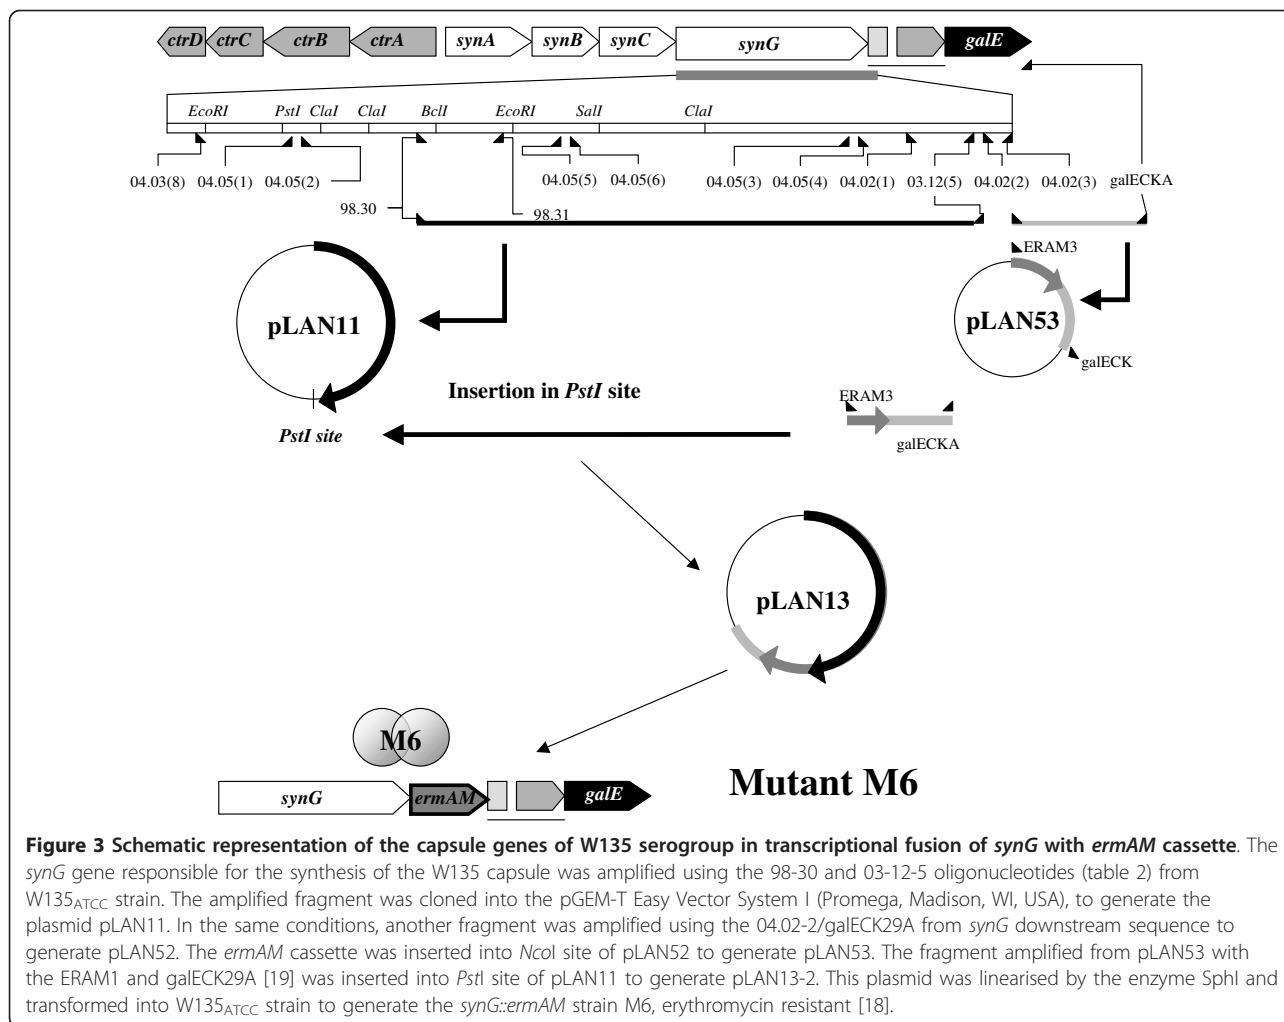 ctrD ctrC ctrB ctrA synA synB synC synG galE
EcoRI PstI ClaI ClaI BclI EcoRI SalI ClaI
04.03(8) 04.05(1) 04.05(2) 04.05(5) 04.05(6) 04.05(3) 04.05(4) 04.02(1) 03.12(5) 04.02(2) 04.02(3) galECKA
98.30 98.31
ERAM3
pLAN11 pLAN53
galECK
Insertion in PstI site
ERAM3
PstI site
galECKA
pLAN13
M6
Mutant M6
synG ermAM galE
Figure 3 Schematic representation of the capsule genes of W135 serogroup in transcriptional fusion of synG with ermAM cassette. The
synG gene responsible for the synthesis of the W135 capsule was amplified using the 98-30 and 03-12-5 oligonucleotides (table 2) from
W135ATCC strain. The amplified fragment was cloned into the pGEM-T Easy Vector System I (Promega, Madison, WI, USA), to generate the
plasmid pLAN11. In the same conditions, another fragment was amplified using the 04.02-2/galECK29A from synG downstream sequence to
generate pLAN52. The ermAM cassette was inserted into NcoI site of pLAN52 to generate pLAN53. The fragment amplified from pLAN53 with
the ERAM1 and galECK29A [19] was inserted into PstI site of pLAN11 to generate pLAN13-2. This plasmid was linearised by the enzyme SphI and
transformed into W135ATCC strain to generate the synG::ermAM strain M6, erythromycin resistant [18].